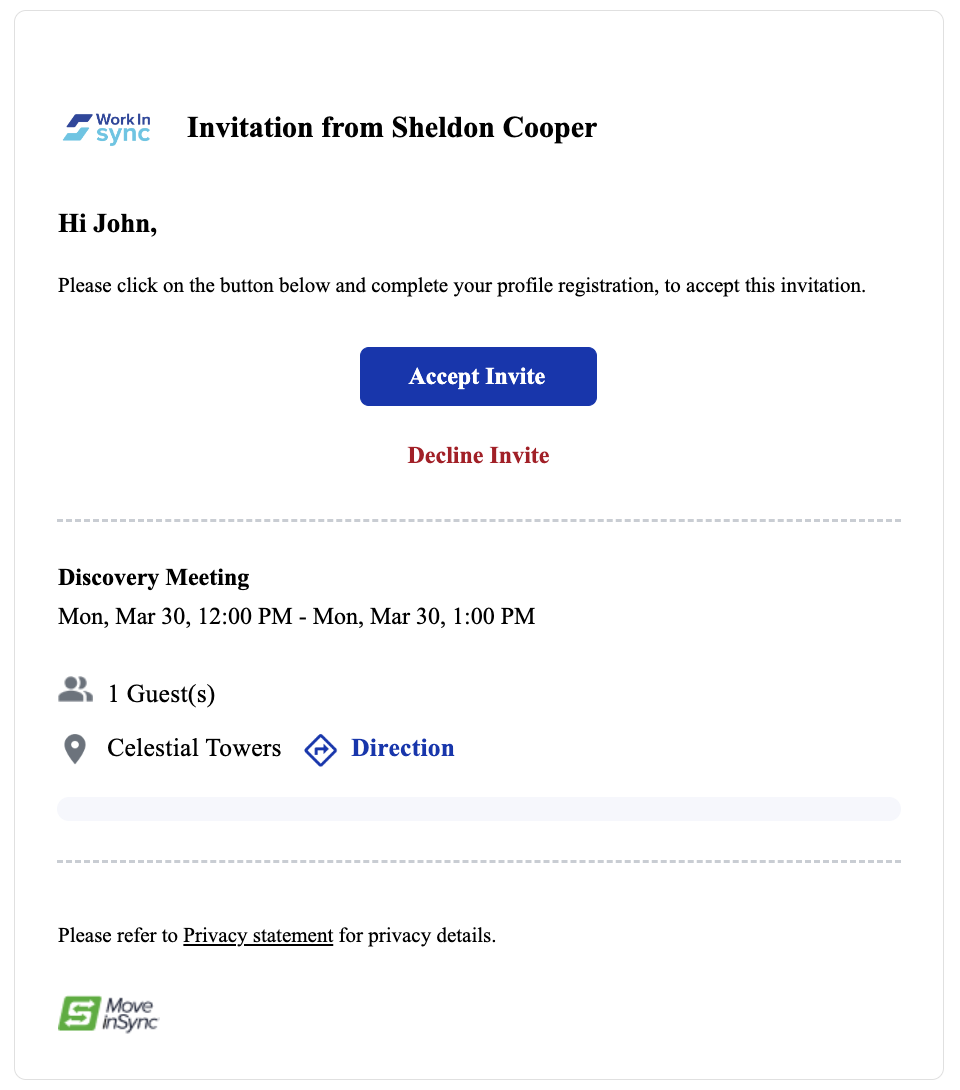 Work In
sync
Invitation from Sheldon Cooper
Hi John,
Please click on the button below and complete your profile registration, to accept this invitation.
Accept Invite
Decline Invite
Discovery Meeting
Mon, Mar 30, 12:00 PM - Mon, Mar 30, 1:00 PM
1 Guest(s)
Celestial Towers Direction
Please refer to Privacy statement for privacy details.
Move
inSync